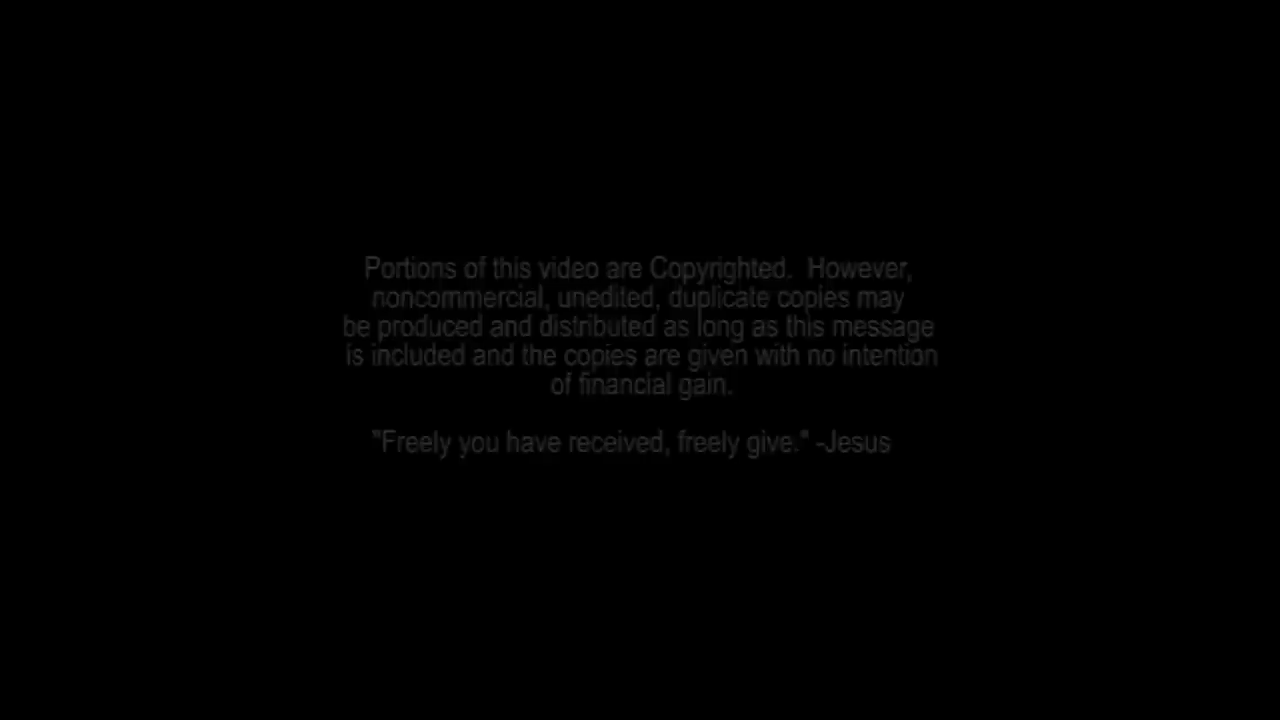 Portions of this video are Copyrighted.  However,
noncommercial, unedited, duplicate copies may
be produced and distributed as long as this message
is included and the copies are given with no intention
of financial gain.
"Freely you have received, freely give." -Jesus